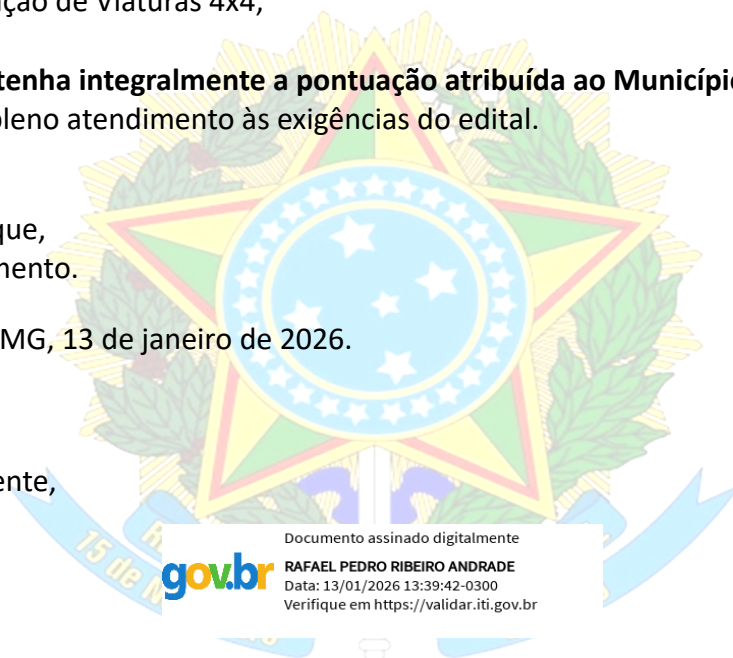 ção de Viaturas 4x4;
tenha integralmente a pontuação atribuída ao Municípi
pleno atendimento às exigências do edital.
que,
mento.
MG, 13 de janeiro de 2026.
ente,
15 de
Documento assinado digitalmente
gov.br
RAFAEL PEDRO RIBEIRO ANDRADE
Data: 13/01/2026 13:39:42-0300
Verifique em https://validar.iti.gov.br